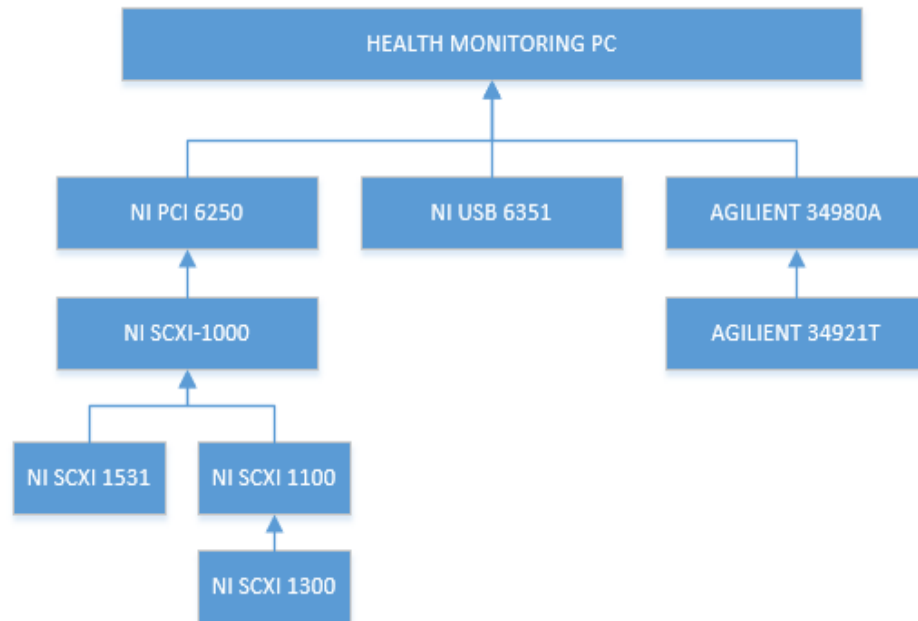 HEALTH MONITORING PC
NI PCI 6250
NI USB 6351
AGILIENT 34980A
NI SCXI-1000
AGILIENT 34921T
NI SCXI 1531
NI SCXI 1100
NI SCXI 1300